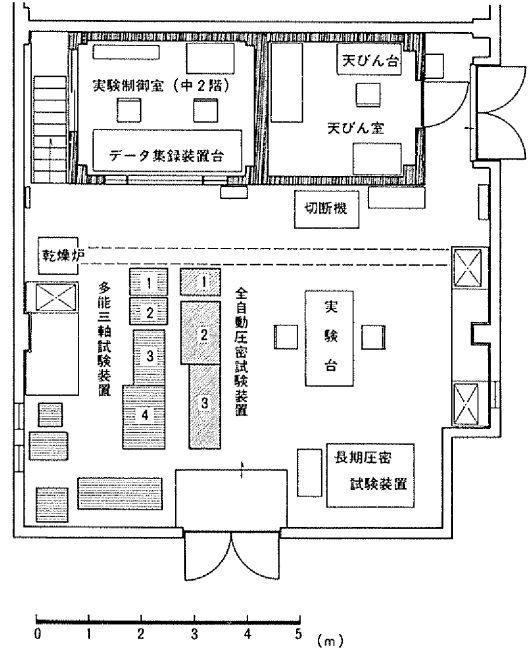 天びん台
実験制御室（中２階）
天びん室
データ集録装置台
切断機
乾燥炉
多能三軸試験装置
1
2
3
4
1
2
3
全自動圧密試験装置
実験台
長期圧密
試験装置
0 1 2 3 4 5 (m)